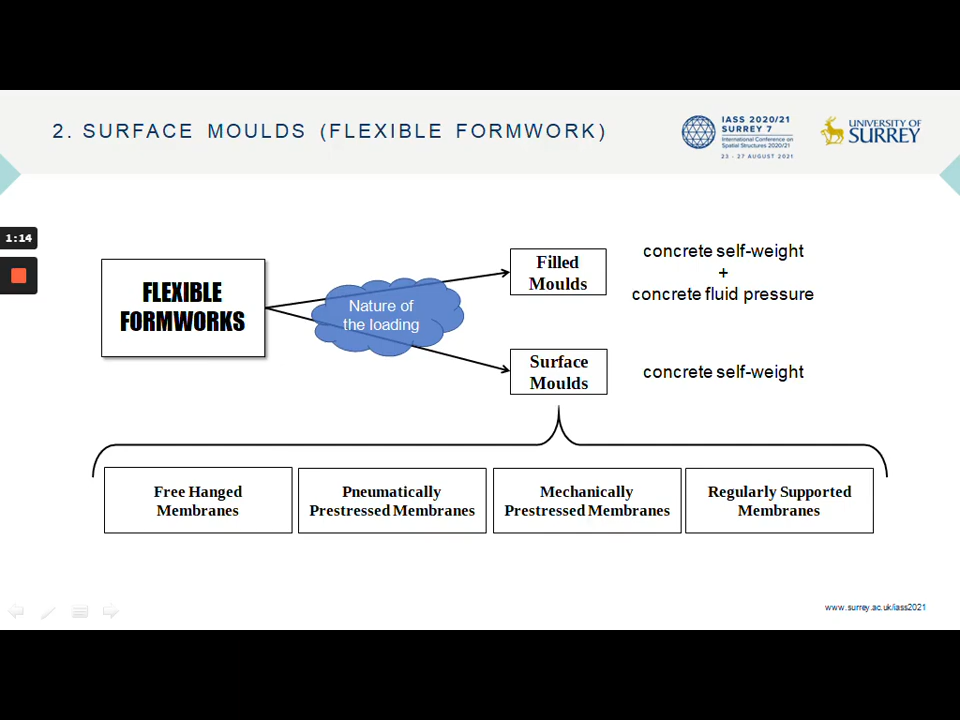 2. SURFACE MOULDS (FLEXIBLE FORMWORK)
IASS 2020/21
SURREY 7
International Conference on
Spatial Structures 2020/21
23 - 27 AUGUST 2021
UNIVERSITY OF
SURREY
1:14
FLEXIBLE
FORMWORKS
Nature of
the loading
Filled
Moulds
concrete self-weight
+
concrete fluid pressure
Surface
Moulds
concrete self-weight
Free Hanged
Membranes
Pneumatically
Prestressed Membranes
Mechanically
Prestressed Membranes
Regularly Supported
Membranes
www.surrey.ac.uk/iass2021